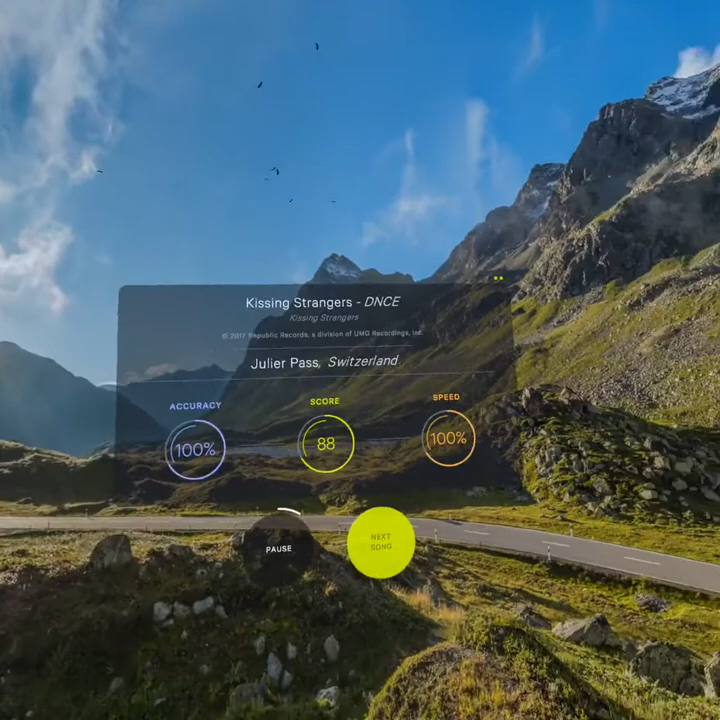 Kissing Strangers - DNCE
Kissing Strangers
© 2017 Republic Records, a division of UMG Recordings, Inc.
Julier Pass, Switzerland
ACCURACY SCORE SPEED
100% 88 100%
PAUSE NEXT SONG